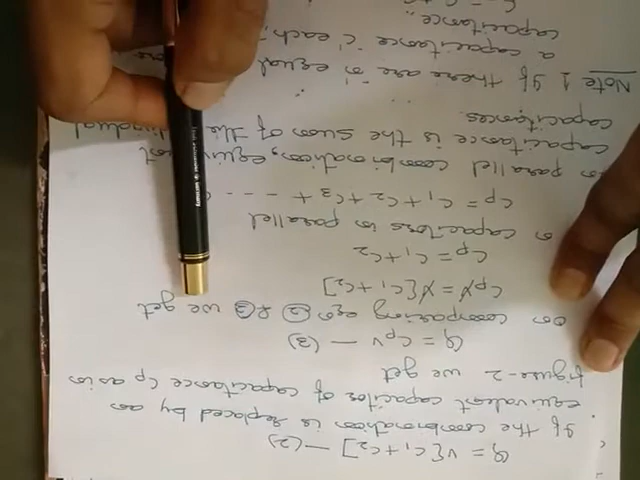 q = V[C₁ + C₂] — (2)
If the combination is replaced by an
equivalent capacitor of capacitance Cp as in
figure-2 we get
q = CpV — (3)
on comparing eqn (2) & (3) we get
CpV = V[C₁ + C₂]
Cp = C₁ + C₂
n capacitors in parallel
Cp = C₁ + C₂ + C₃ + - - -
In parallel combination,
capacitance is the sum of the
capacitances.
Note 1 If there are 'n' equal
a capacitance 'C' each.
capacitance